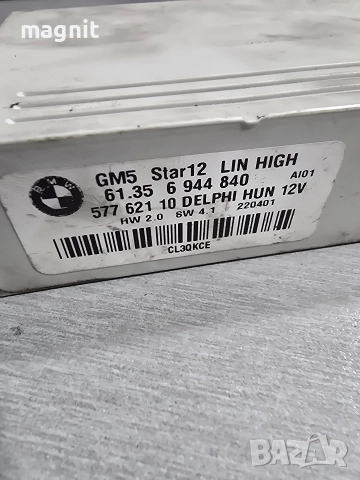 magnit
BMW
GM5 Star12 LIN HIGH
61.35 6 944 840 AI01
577 621 10 DELPHI HUN 12V
HW 2.0 SW 4.1 220401
CL3QKCE
BAZAR